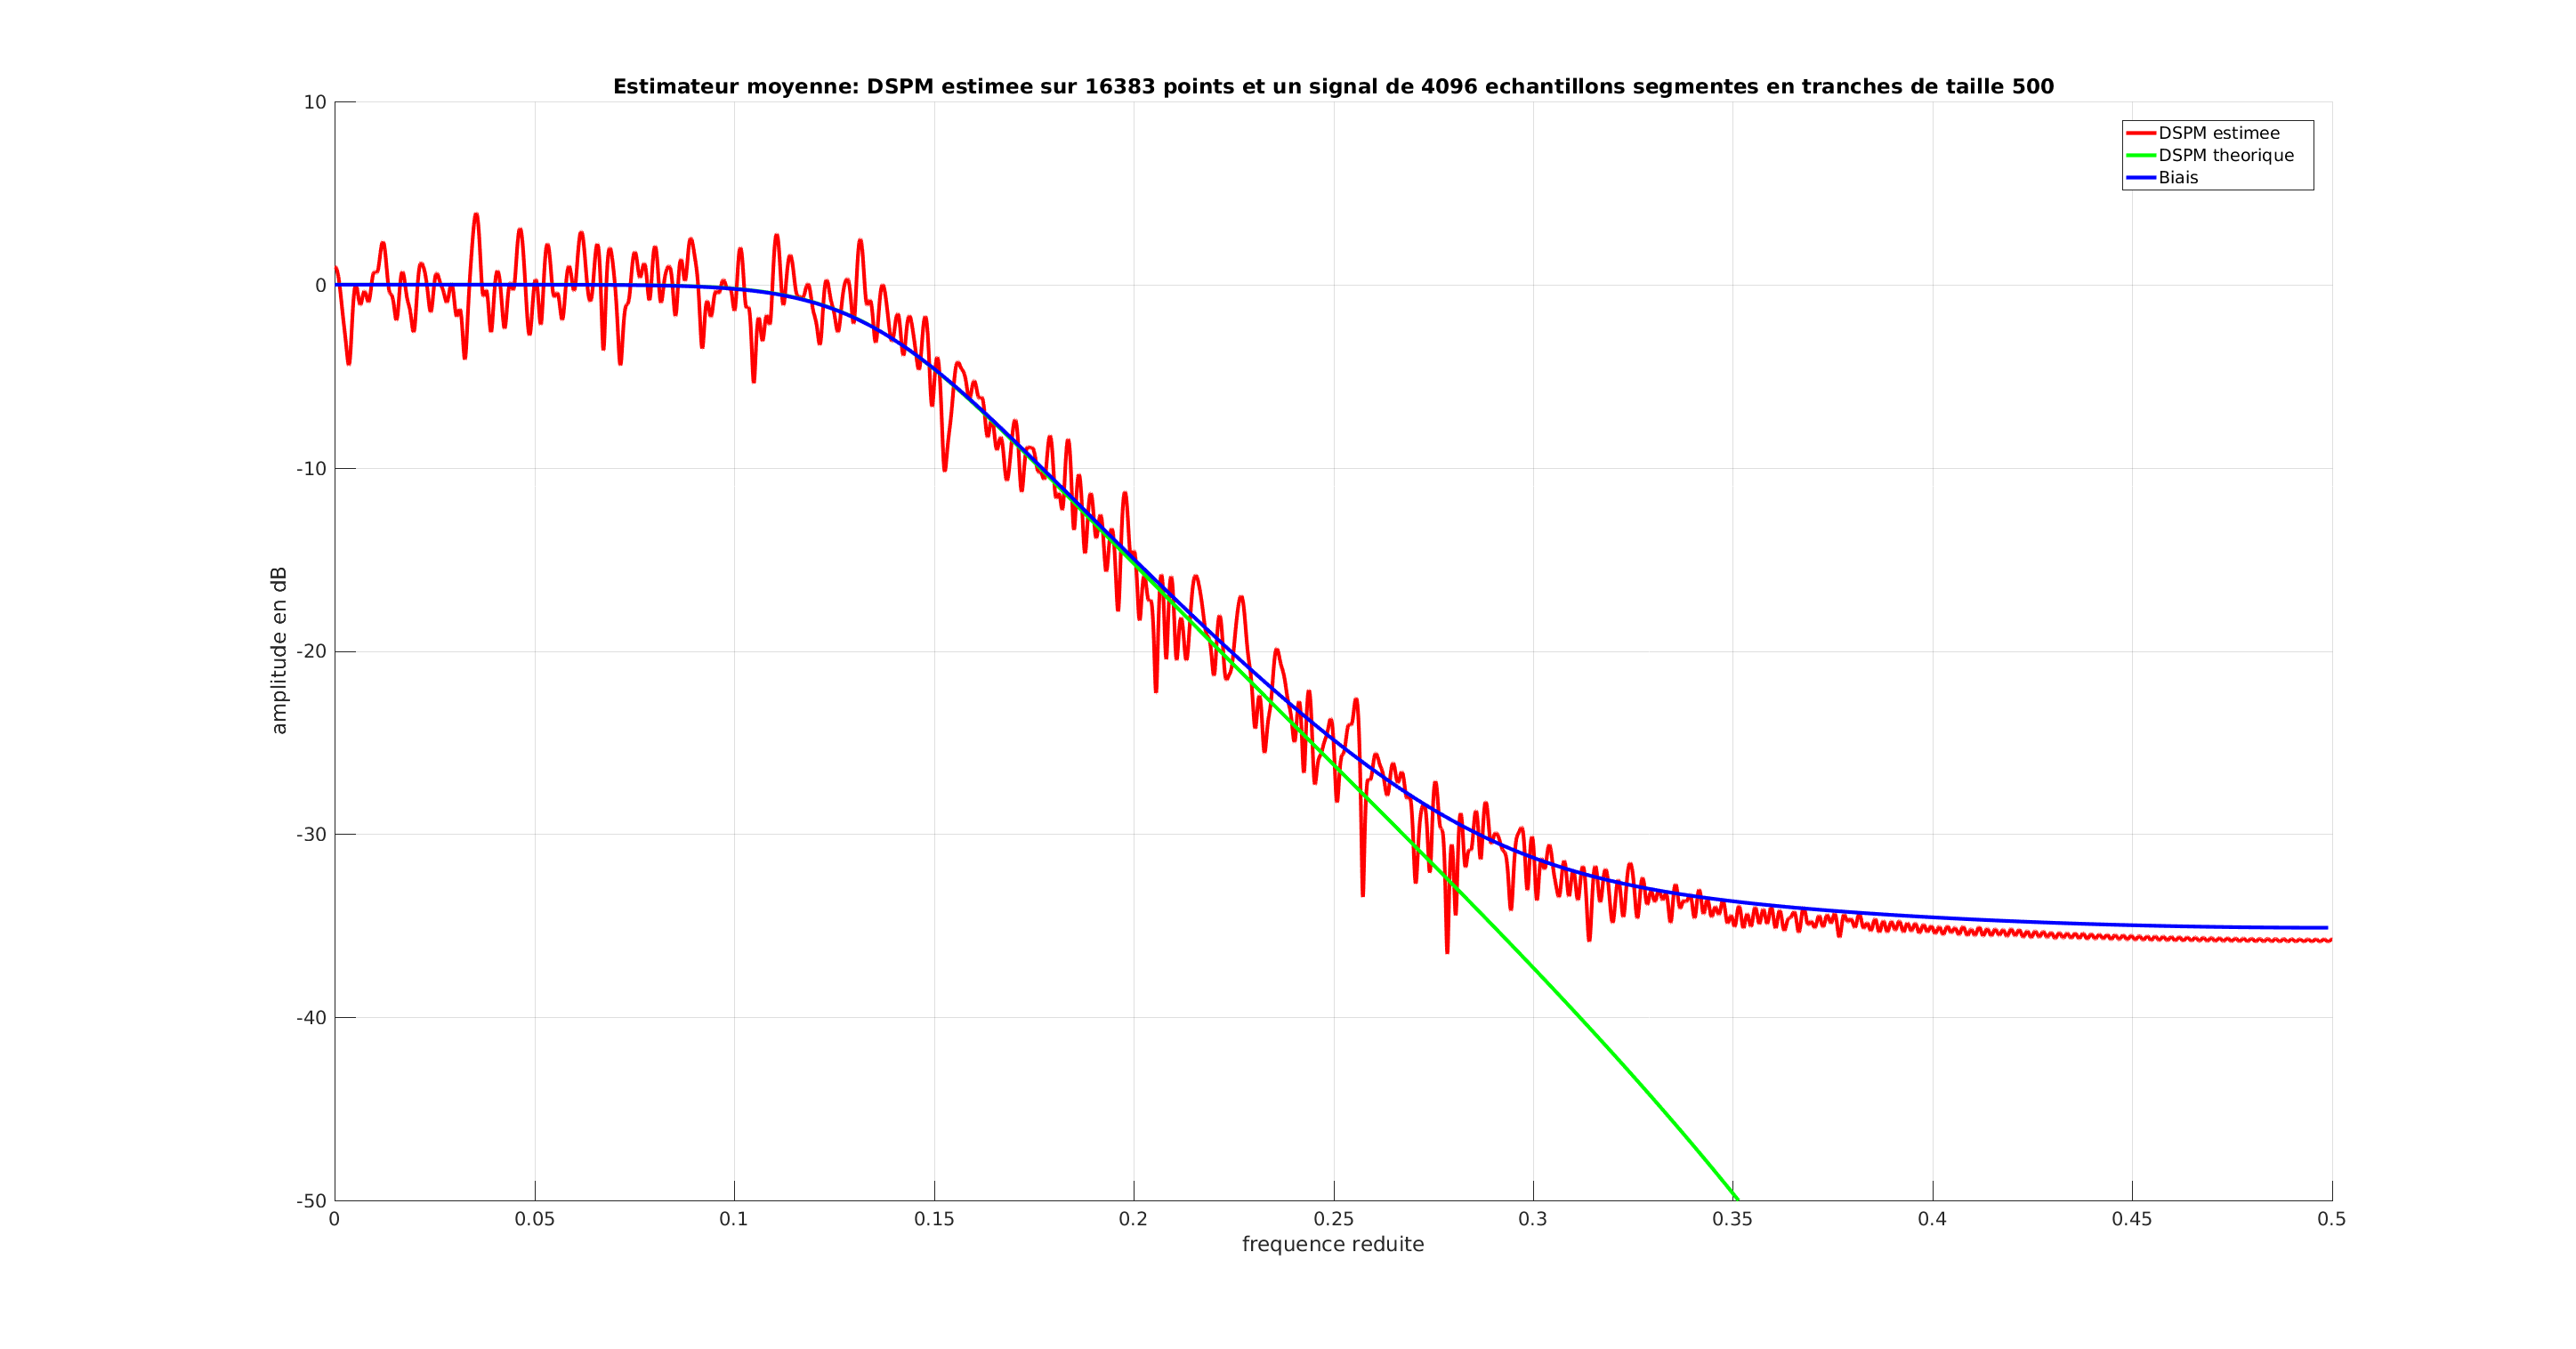 Estimateur moyenne: DSPM estimee sur 16383 points et un signal de 4096 echantillons segmentes en tranches de taille 500
DSPM estimee
DSPM theorique
Biais
amplitude en dB
10
0
-10
-20
-30
-40
-50
0 0.05 0.1 0.15 0.2 0.25 0.3 0.35 0.4 0.45 0.5
frequence reduite